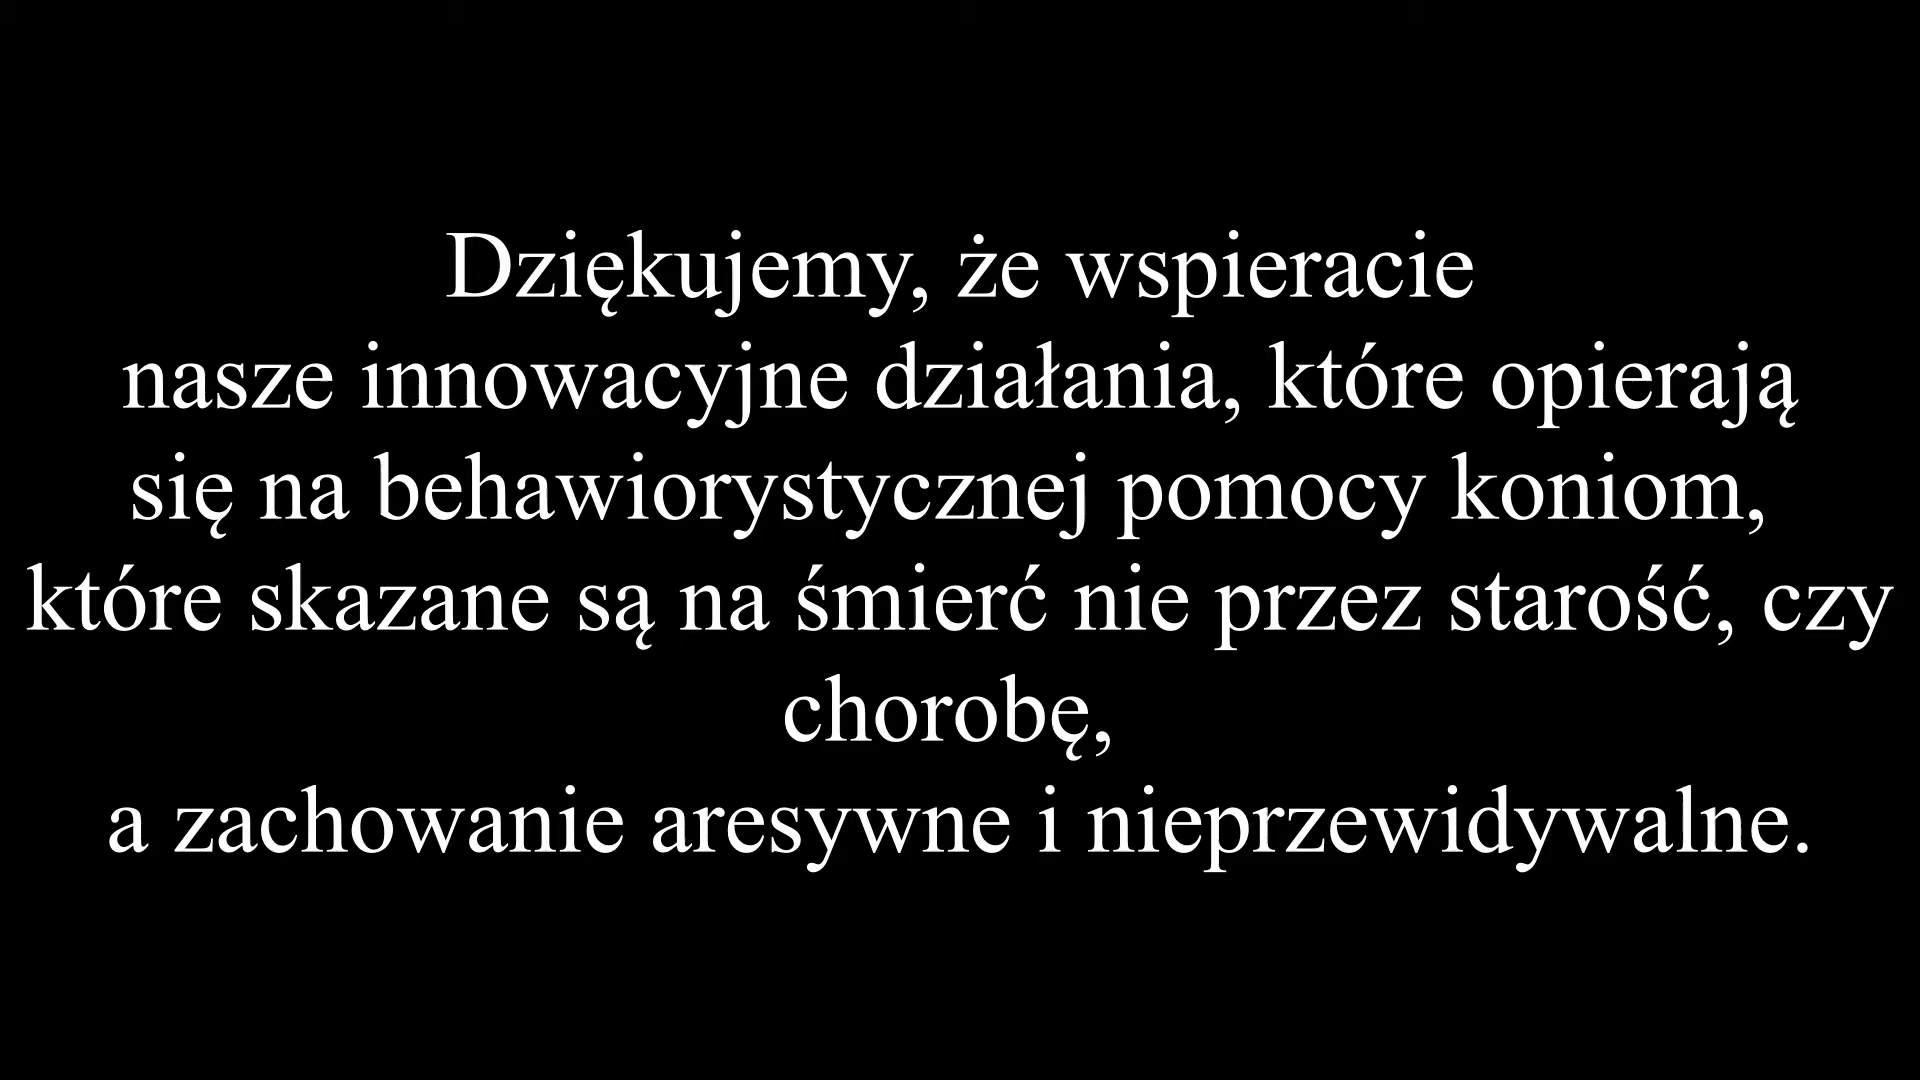 Dziękujemy, że wspieracie
nasze innowacyjne działania, które opierają
się na behawiorystycznej pomocy koniom,
które skazane są na śmierć nie przez starość, czy
chorobę,
a zachowanie aresywne i nieprzewidywalne.